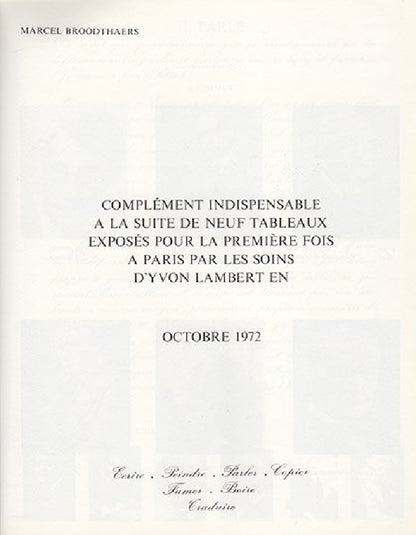 MARCEL BROODTHAERS
COMPLÉMENT INDISPENSABLE
A LA SUITE DE NEUF TABLEAUX
EXPOSÉS POUR LA PREMIÈRE FOIS
A PARIS PAR LES SOINS
D'YVON LAMBERT EN
OCTOBRE 1972
Ecrire . Peindre . Parler . Copier
Fumer . Boire
Traduire